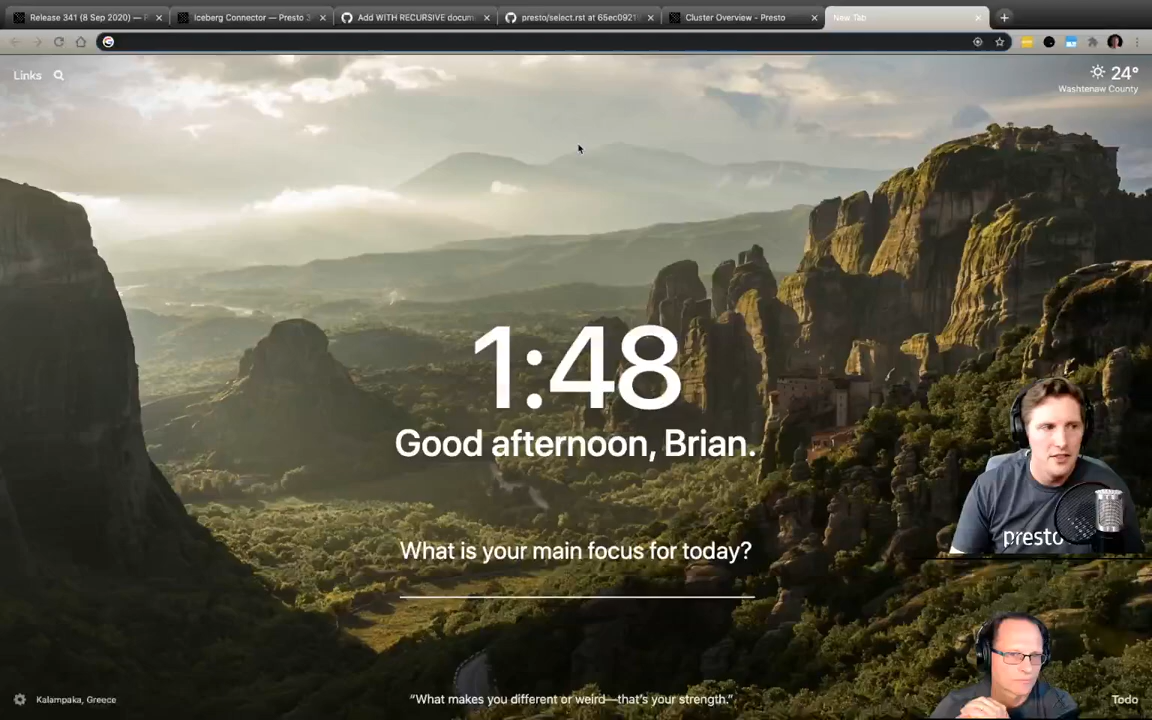 Release 341 (8 Sep 2020) — P
Iceberg Connector — Presto 3
Add WITH RECURSIVE docum
presto/select.rst at 65ec0921
Cluster Overview - Presto
New Tab
Links
24°
Washtenaw County
1:48
Good afternoon, Brian.
What is your main focus for today?
presto
Kalampaka, Greece
“What makes you different or weird—that’s your strength.”
Todo